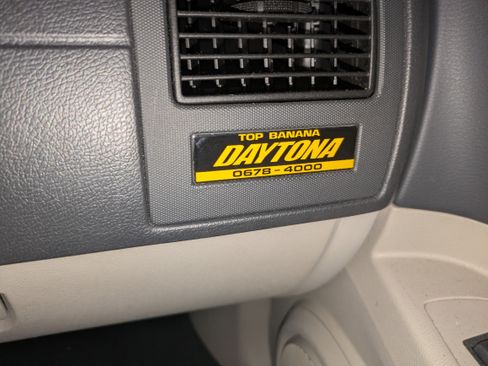 TOP BANANA
DAYTONA
0678 - 4000